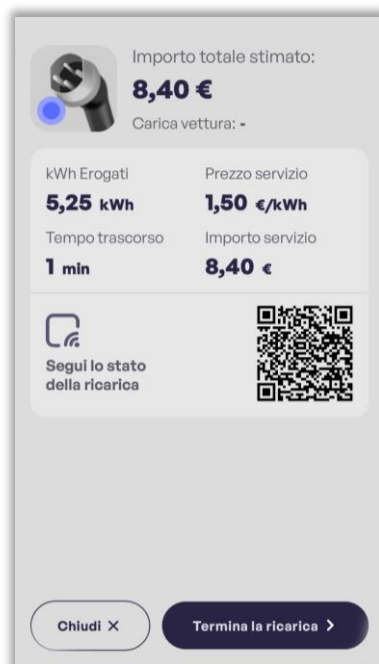 Importo totale stimato:
8,40 €
Carica vettura: -
kWh Erogati
5,25 kWh
Prezzo servizio
1,50 €/kWh
Tempo trascorso
1 min
Importo servizio
8,40 €
Segui lo stato
della ricarica
Chiudi ×
Termina la ricarica >